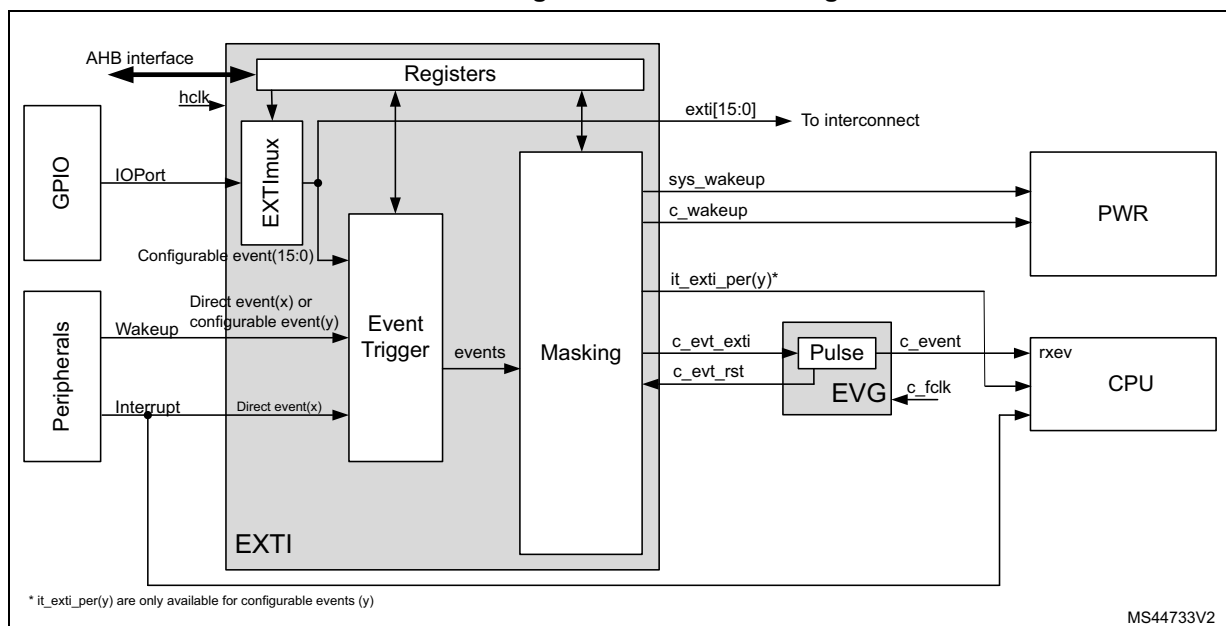 AHB interface
Registers
hclk
exti[15:0]
To interconnect
GPIO
IOPort
EXTImux
sys_wakeup
c_wakeup
PWR
Configurable event(15:0)
it_exti_per(y)*
Direct event(x) or
configurable event(y)
Wakeup
Peripherals
Event
Trigger
events
Masking
c_evt_exti
Pulse
c_event
rxev
CPU
c_evt_rst
EVG
c_fclk
Interrupt
Direct event(x)
EXTI
* it_exti_per(y) are only available for configurable events (y)
MS44733V2